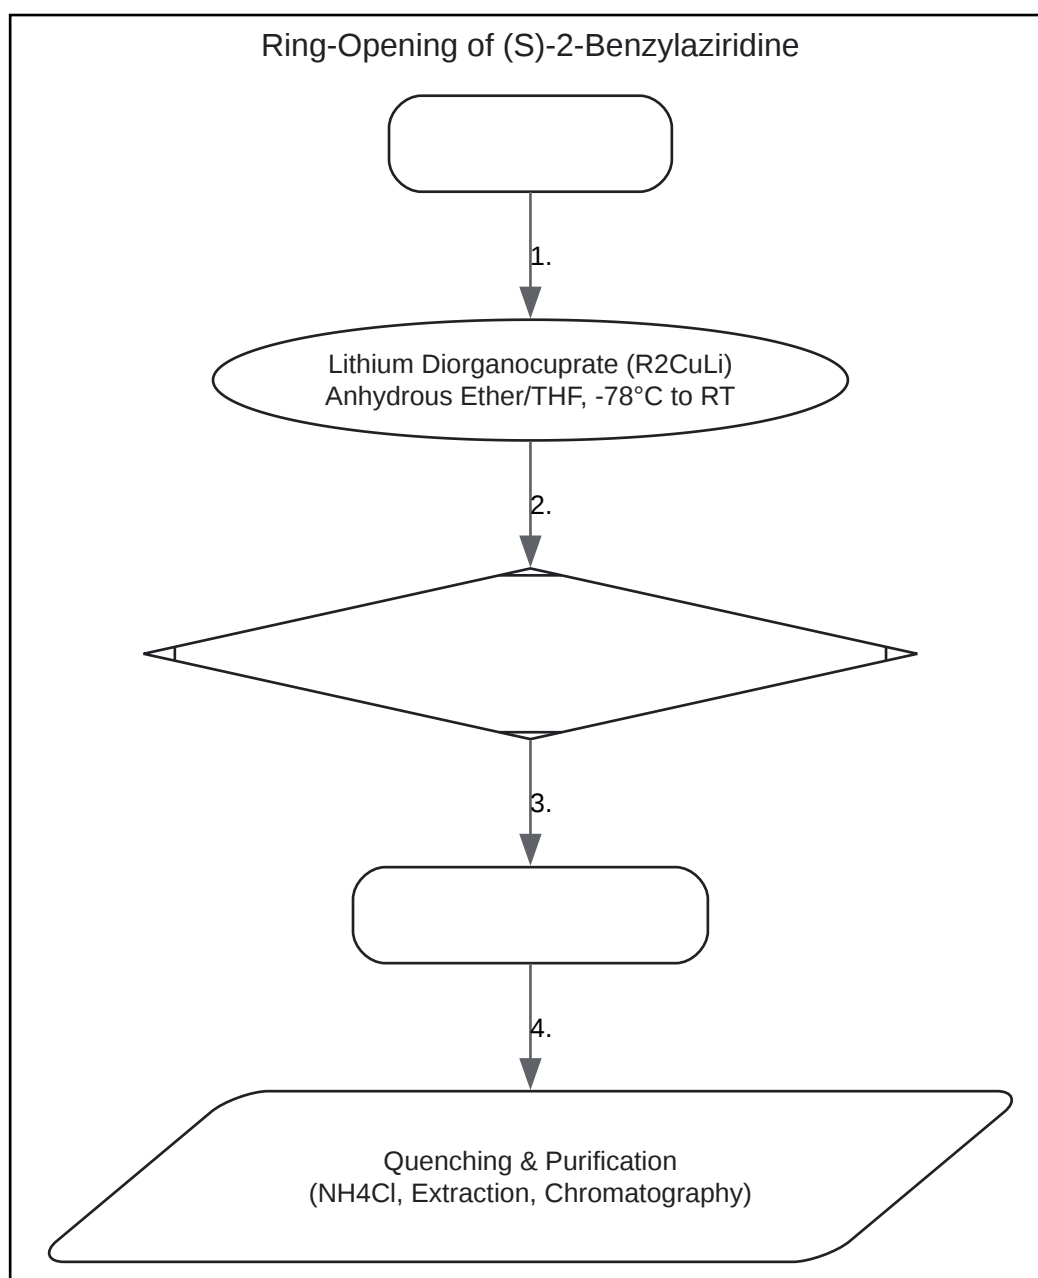 Ring-Opening of (S)-2-Benzylaziridine
1.
Lithium Diorganocuprate (R2CuLi)
Anhydrous Ether/THF, -78°C to RT
2.
3.
4.
Quenching & Purification
(NH4Cl, Extraction, Chromatography)